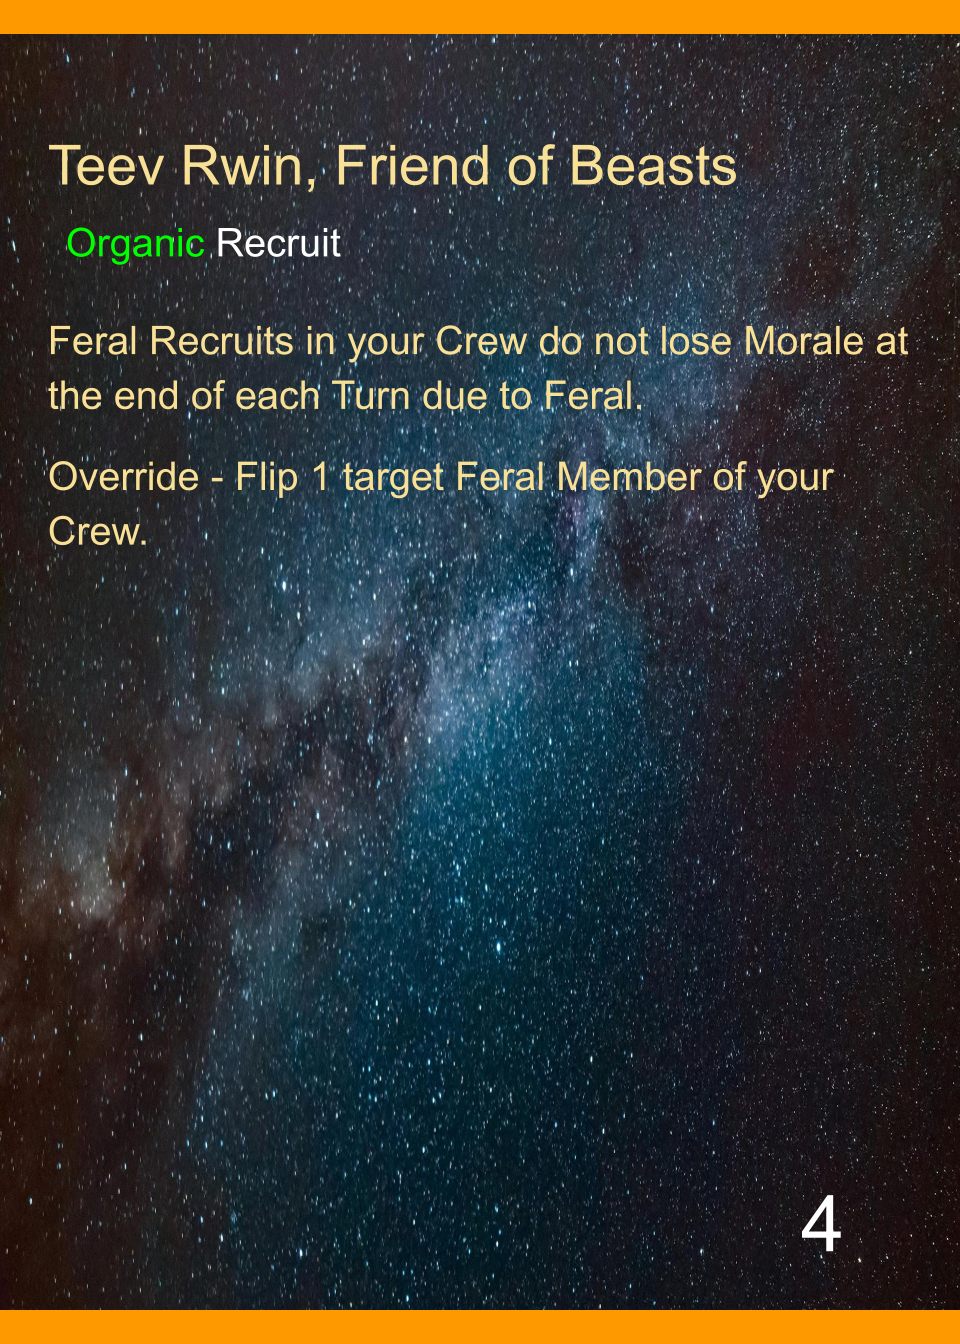 Teev Rwin, Friend of Beasts
Organic Recruit
Feral Recruits in your Crew do not lose Morale at
the end of each Turn due to Feral.
Override - Flip 1 target Feral Member of your
Crew.
4